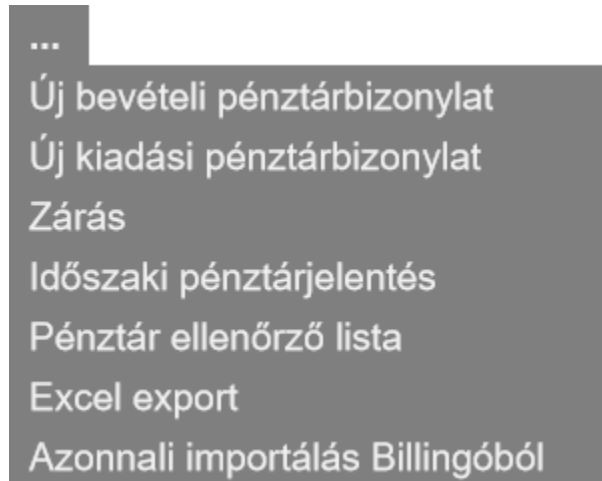 ...
Új bevételi pénztárbizonylat
Új kiadási pénztárbizonylat
Zárás
Időszaki pénztárjelentés
Pénztár ellenőrző lista
Excel export
Azonnali importálás Billingóból